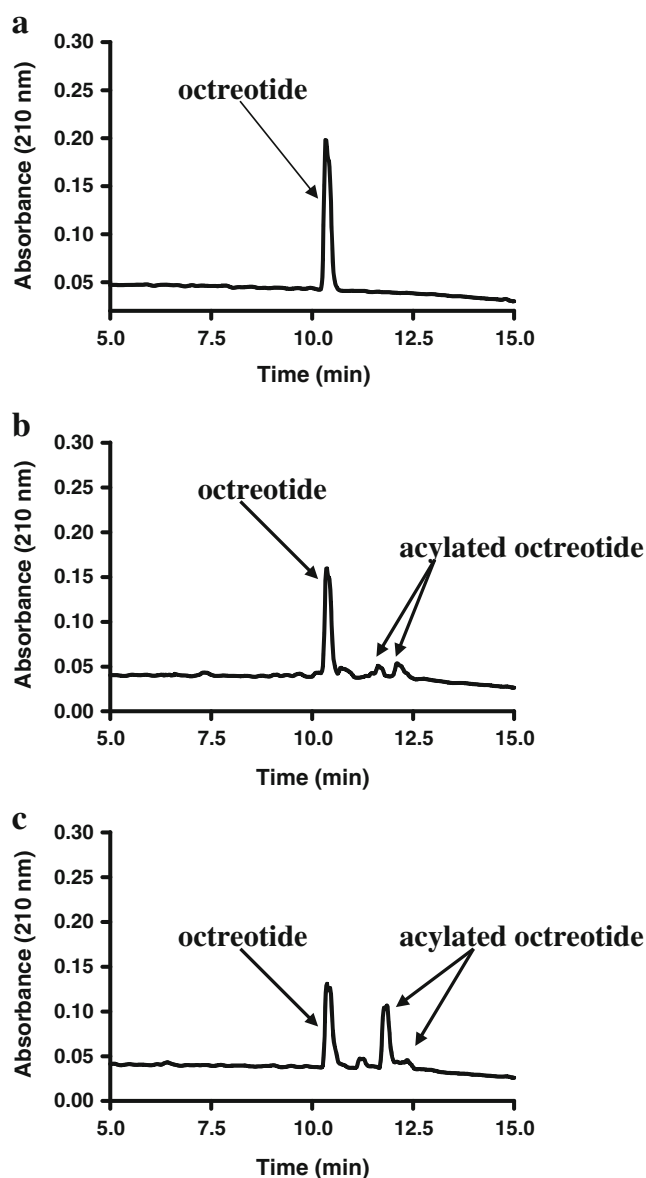 a
0.30
0.25
0.20
0.15
0.10
0.05
Absorbance (210 nm)
octreotide
5.0 7.5 10.0 12.5 15.0
Time (min)
b
0.30
0.25
0.20
0.15
0.10
0.05
0.00
Absorbance (210 nm)
octreotide
acylated octreotide
5.0 7.5 10.0 12.5 15.0
Time (min)
c
0.30
0.25
0.20
0.15
0.10
0.05
0.00
Absorbance (210 nm)
octreotide
acylated octreotide
5.0 7.5 10.0 12.5 15.0
Time (min)